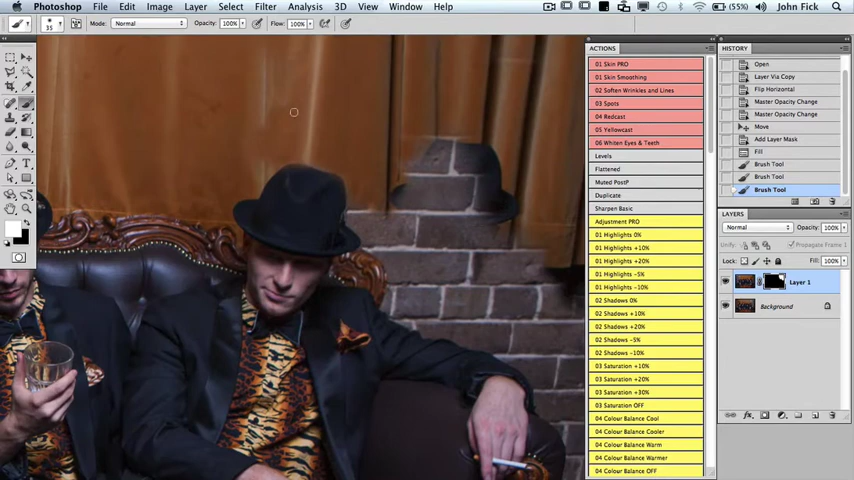 Photoshop File Edit Image Layer Select Filter Analysis 3D View Window Help (55%) John Fick
35 Mode: Normal Opacity: 100% Flow: 100%
ACTIONS
01 Skin PRO
01 Skin Smoothing
02 Soften Wrinkles and Lines
03 Spots
04 Redcast
05 Yellowcast
06 Whiten Eyes & Teeth
Levels
Flattened
Muted PostP
Duplicate
Sharpen Basic
Adjustment PRO
01 Highlights 0%
01 Highlights +10%
01 Highlights +20%
01 Highlights -5%
01 Highlights -10%
02 Shadows 0%
02 Shadows +10%
02 Shadows +20%
02 Shadows -5%
02 Shadows -10%
03 Saturation +10%
03 Saturation +20%
03 Saturation +30%
03 Saturation OFF
04 Colour Balance Cool
04 Colour Balance Cooler
04 Colour Balance Warm
04 Colour Balance Warmer
04 Colour Balance OFF
HISTORY
Open
Layer Via Copy
Flip Horizontal
Master Opacity Change
Master Opacity Change
Move
Add Layer Mask
Fill
Brush Tool
Brush Tool
Brush Tool
LAYERS
Normal Opacity: 100%
Unify: Propagate Frame 1
Lock: Fill: 100%
Layer 1
Background